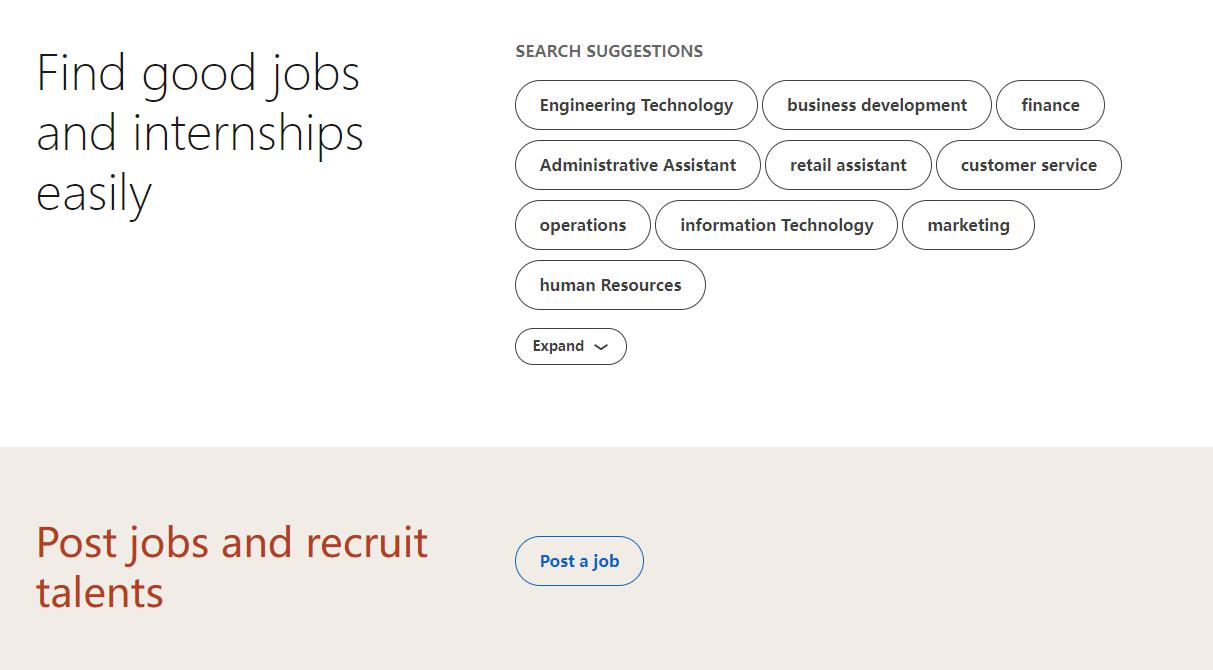 Find good jobs
and internships
easily
SEARCH SUGGESTIONS
Engineering Technology business development finance
Administrative Assistant retail assistant customer service
operations information Technology marketing
human Resources
Expand
Post jobs and recruit
talents
Post a job